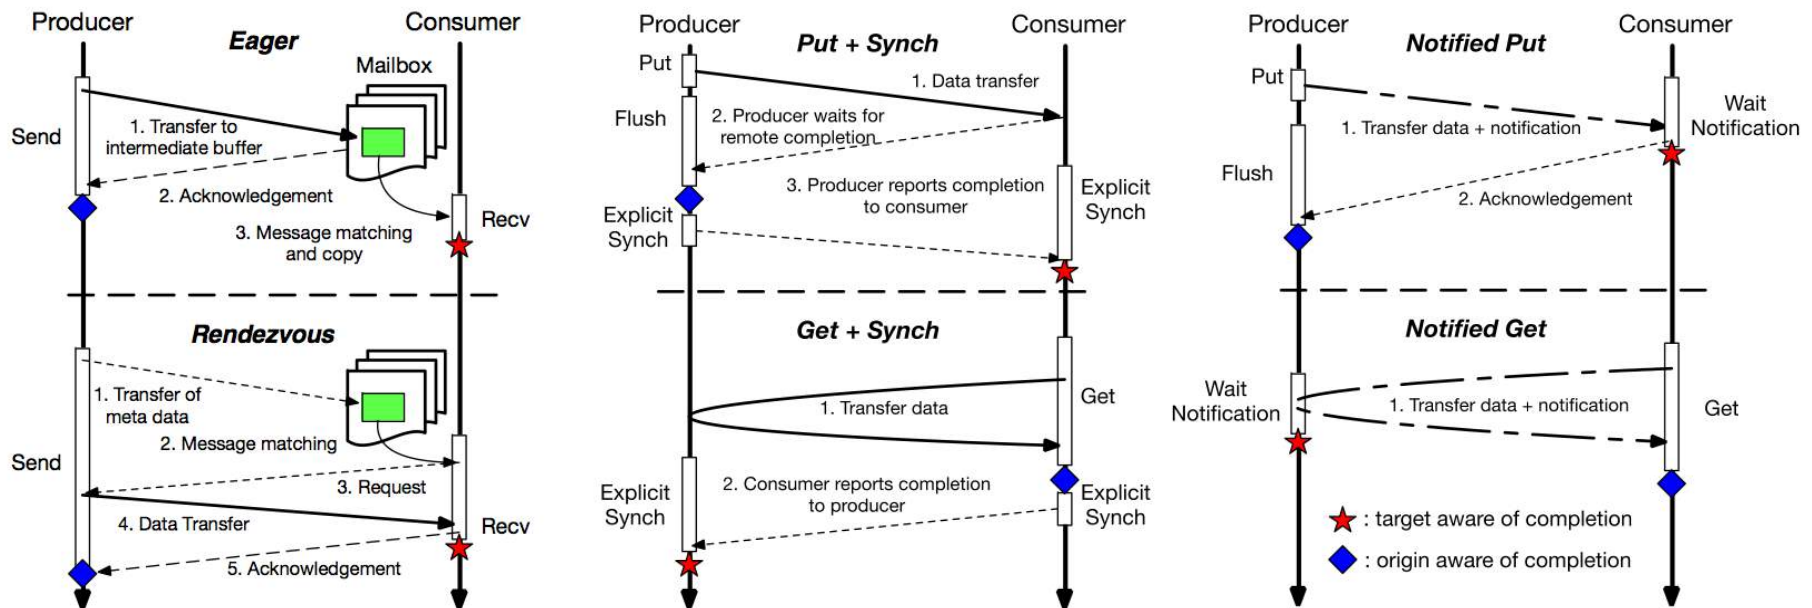 Producer
Consumer
Eager
Mailbox
Send
1. Transfer to
intermediate buffer
2. Acknowledgement
Recv
3. Message matching
and copy
Rendezvous
1. Transfer of
meta data
2. Message matching
Send
3. Request
4. Data Transfer
Recv
5. Acknowledgement
Producer
Consumer
Put + Synch
Put
1. Data transfer
Flush
2. Producer waits for
remote completion
3. Producer reports completion
to consumer
Explicit
Synch
Explicit
Synch
Get + Synch
1. Transfer data
Get
2. Consumer reports completion
to producer
Explicit
Synch
Explicit
Synch
Producer
Consumer
Notified Put
Put
Wait
Notification
1. Transfer data + notification
Flush
2. Acknowledgement
Notified Get
Wait
Notification
1. Transfer data + notification
Get
: target aware of completion
: origin aware of completion